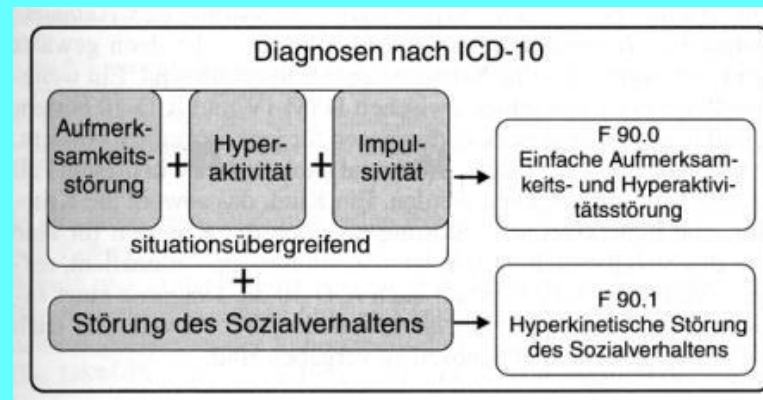 Diagnosen nach ICD-10
Aufmerk-
samkeits-
störung
+
Hyper-
aktivität
+
Impul-
sivität
situationsübergreifend
F 90.0
Einfache Aufmerksam-
keits- und Hyperaktivi-
tätsstörung
+
Störung des Sozialverhaltens
F 90.1
Hyperkinetische Störung
des Sozialverhaltens